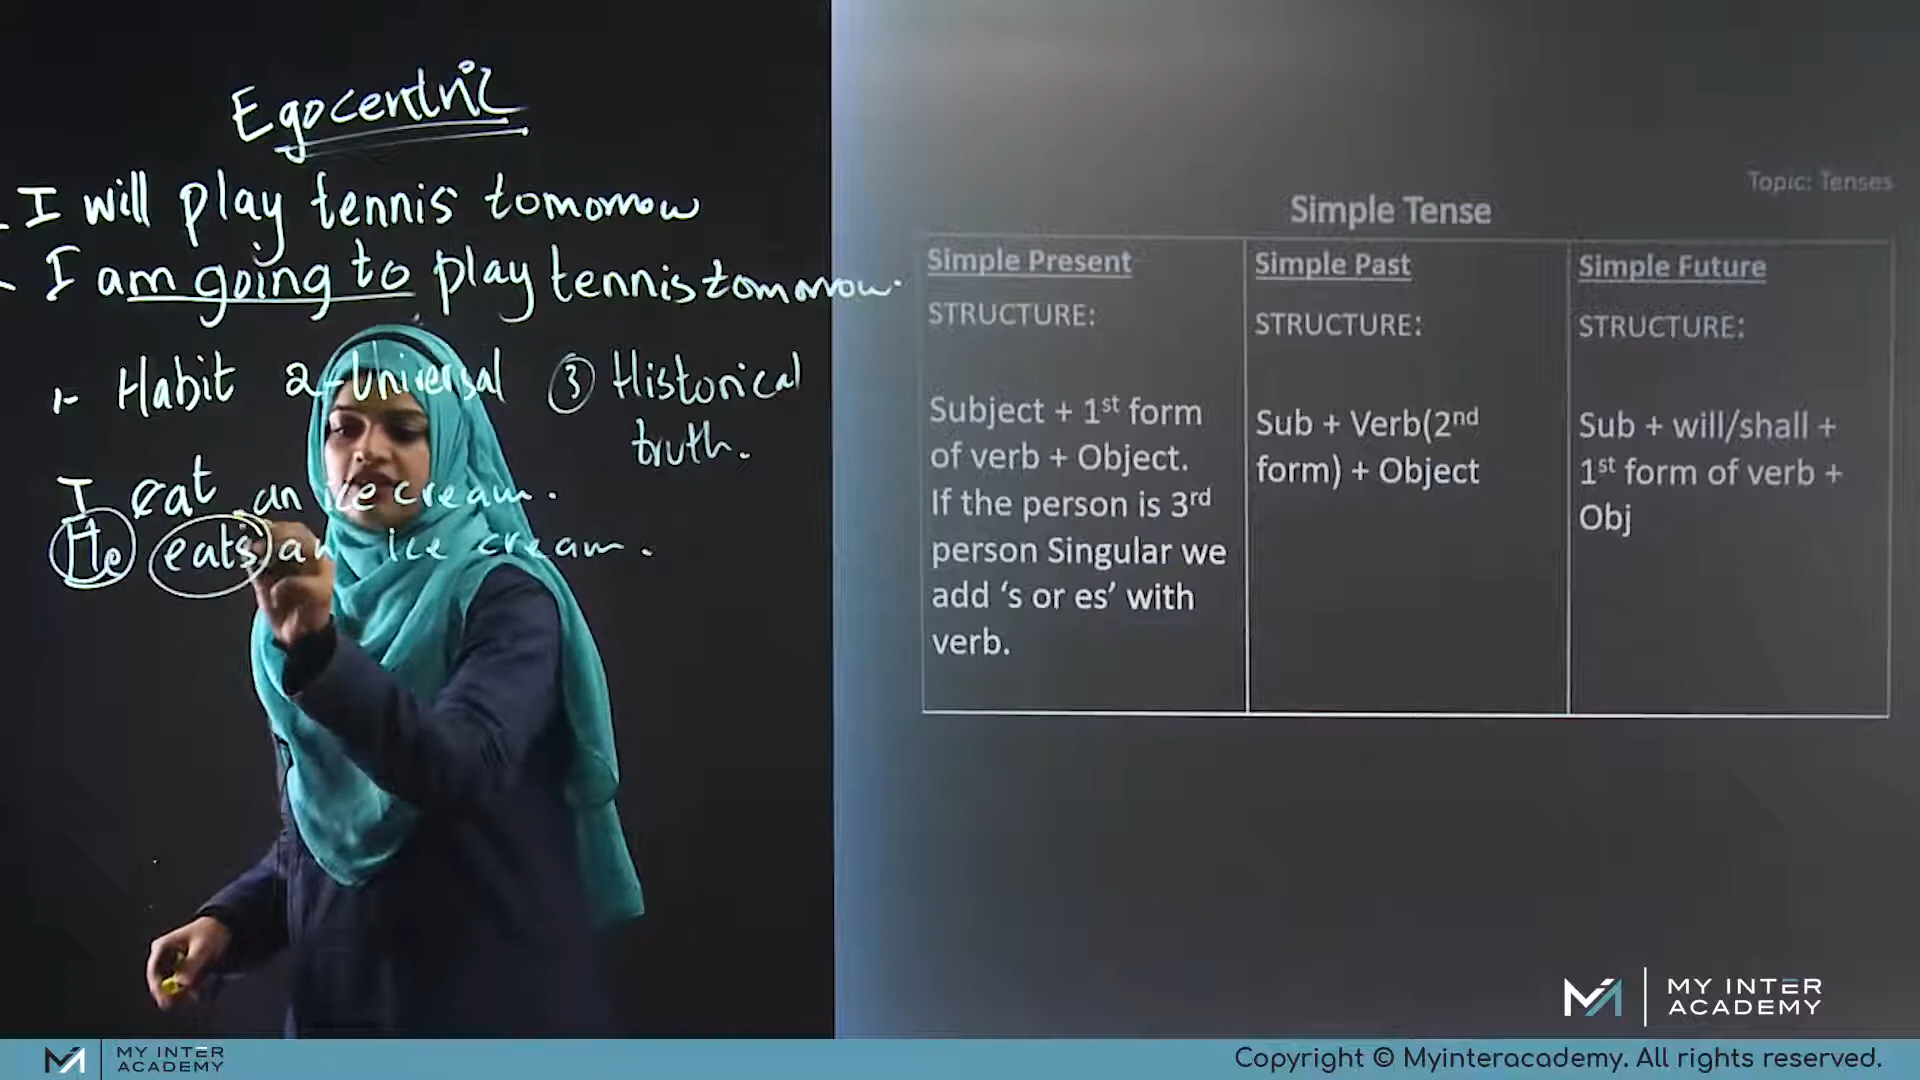 Egocentric
I will play tennis tomorrow
I am going to play tennis tomorrow.
1- Habit 2-Universal ③ Historical
truth.
I eat an ice cream.
He eats an ice cream.
Topic: Tenses
Simple Tense
Simple Present
STRUCTURE:
Subject + 1st form
of verb + Object.
If the person is 3rd
person Singular we
add ‘s or es’ with
verb.
Simple Past
STRUCTURE:
Sub + Verb(2nd
form) + Object
Simple Future
STRUCTURE:
Sub + will/shall +
1st form of verb +
Obj
MY INTER
ACADEMY
MY INTER
ACADEMY
Copyright © Myinteracademy. All rights reserved.